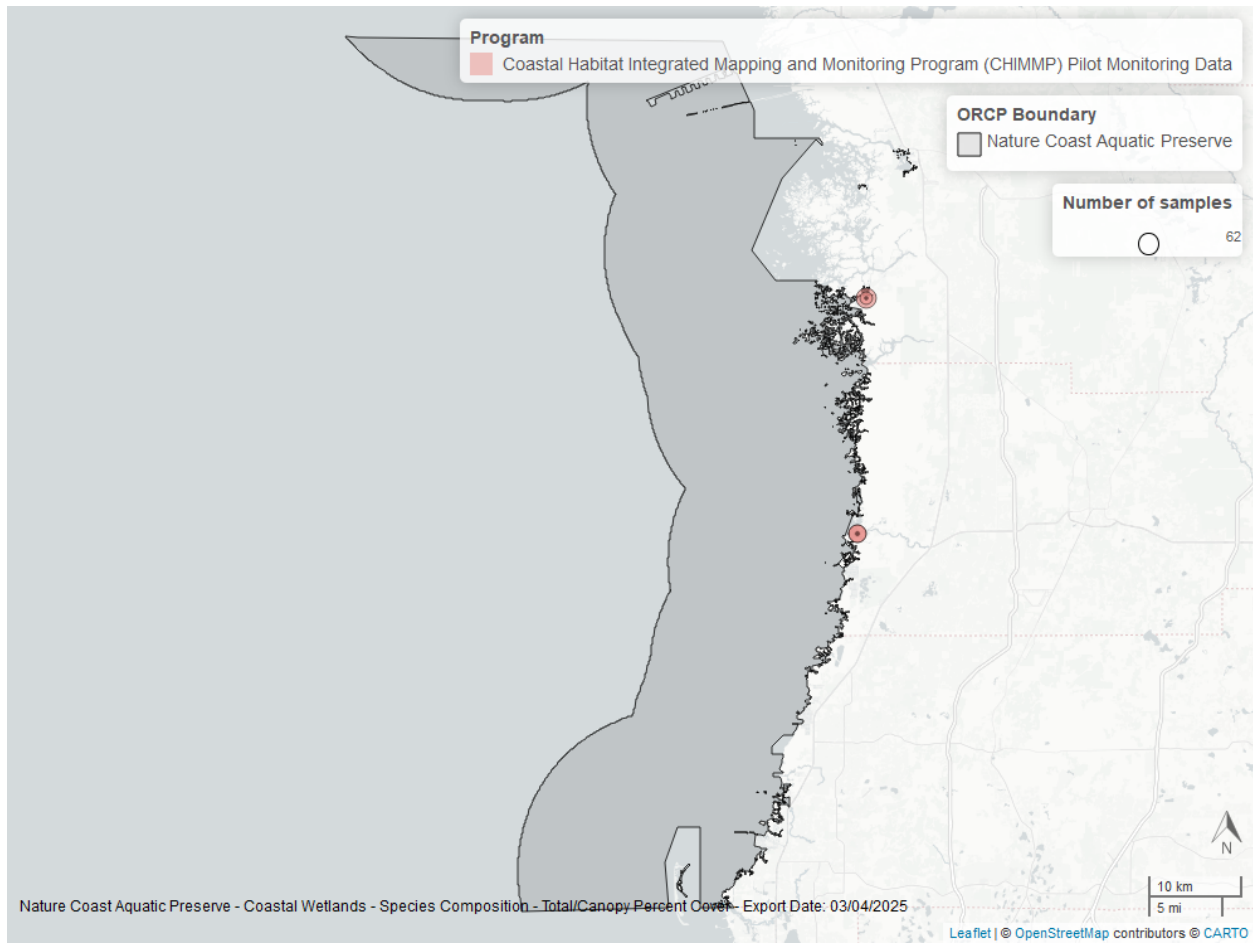 Program
Coastal Habitat Integrated Mapping and Monitoring Program (CHIMMP) Pilot Monitoring Data
ORCP Boundary
Nature Coast Aquatic Preserve
Number of samples
62
N
10 km
5 mi
Nature Coast Aquatic Preserve - Coastal Wetlands - Species Composition - Total/Canopy Percent Cover - Export Date: 03/04/2025
Leaflet | © OpenStreetMap contributors © CARTO